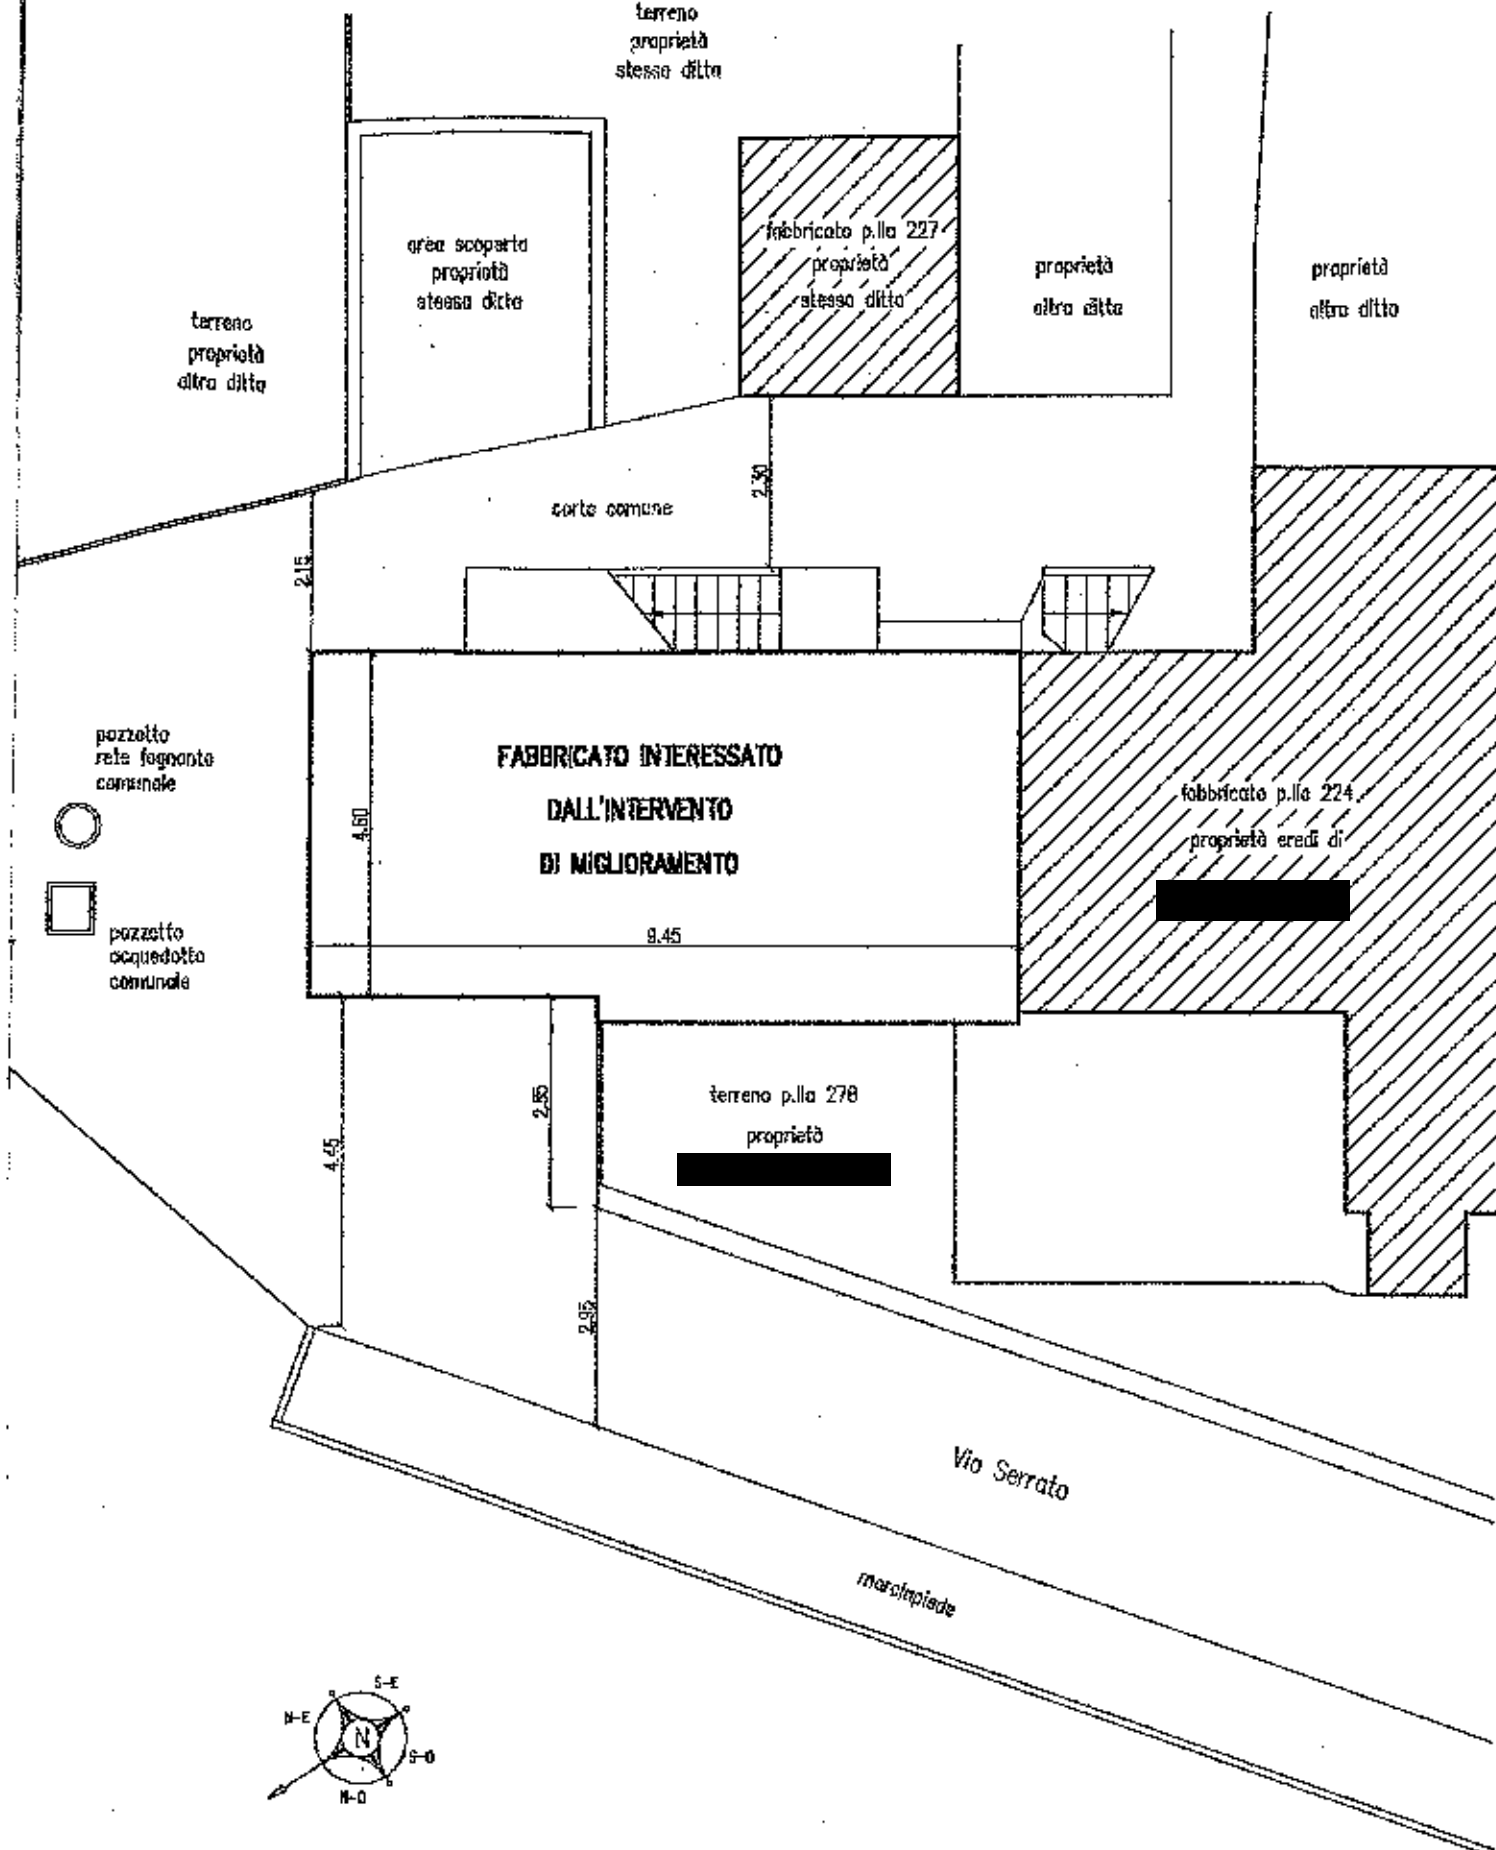 terreno
proprietà
stessa ditta
area scoperta
proprietà
stessa ditta
fabbricato p.lla 227
proprietà
stessa ditta
proprietà
altra ditta
proprietà
altra ditta
terreno
proprietà
altra ditta
2.30
corte comune
2.15
pozzetto
rete fognante
comunale
FABBRICATO INTERESSATO
DALL'INTERVENTO
DI MIGLIORAMENTO
4.60
fabbricato p.lla 224
proprietà eredi di
9.45
pozzetto
acquedotto
comunale
terreno p.lla 278
proprietà
2.85
4.45
2.95
Via Serrato
marciapiede
S-E
N-E
N
S-O
N-O